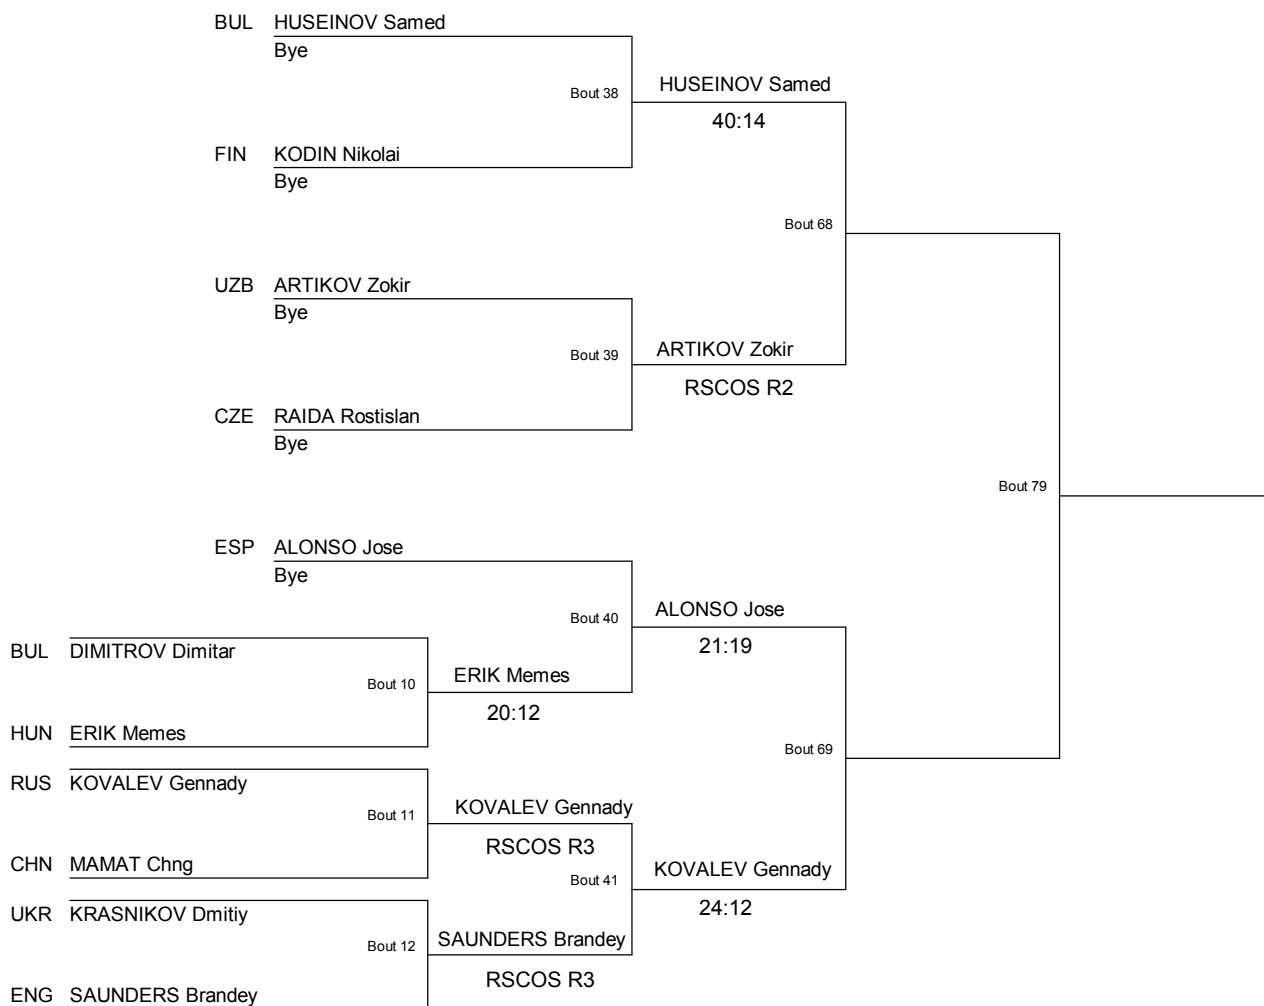 BUL HUSEINOV Samed
Bye
Bout 38
HUSEINOV Samed
40:14
FIN KODIN Nikolai
Bye
Bout 68
UZB ARTIKOV Zokir
Bye
Bout 39
ARTIKOV Zokir
RSCOS R2
CZE RAIDA Rostislan
Bye
Bout 79
ESP ALONSO Jose
Bye
Bout 40
ALONSO Jose
21:19
BUL DIMITROV Dimitar
Bout 10
ERIK Memes
20:12
HUN ERIK Memes
Bout 69
RUS KOVALEV Gennady
Bout 11
KOVALEV Gennady
RSCOS R3
CHN MAMAT Chng
Bout 41
KOVALEV Gennady
24:12
UKR KRASNIKOV Dmitiy
Bout 12
SAUNDERS Brandey
RSCOS R3
ENG SAUNDERS Brandey